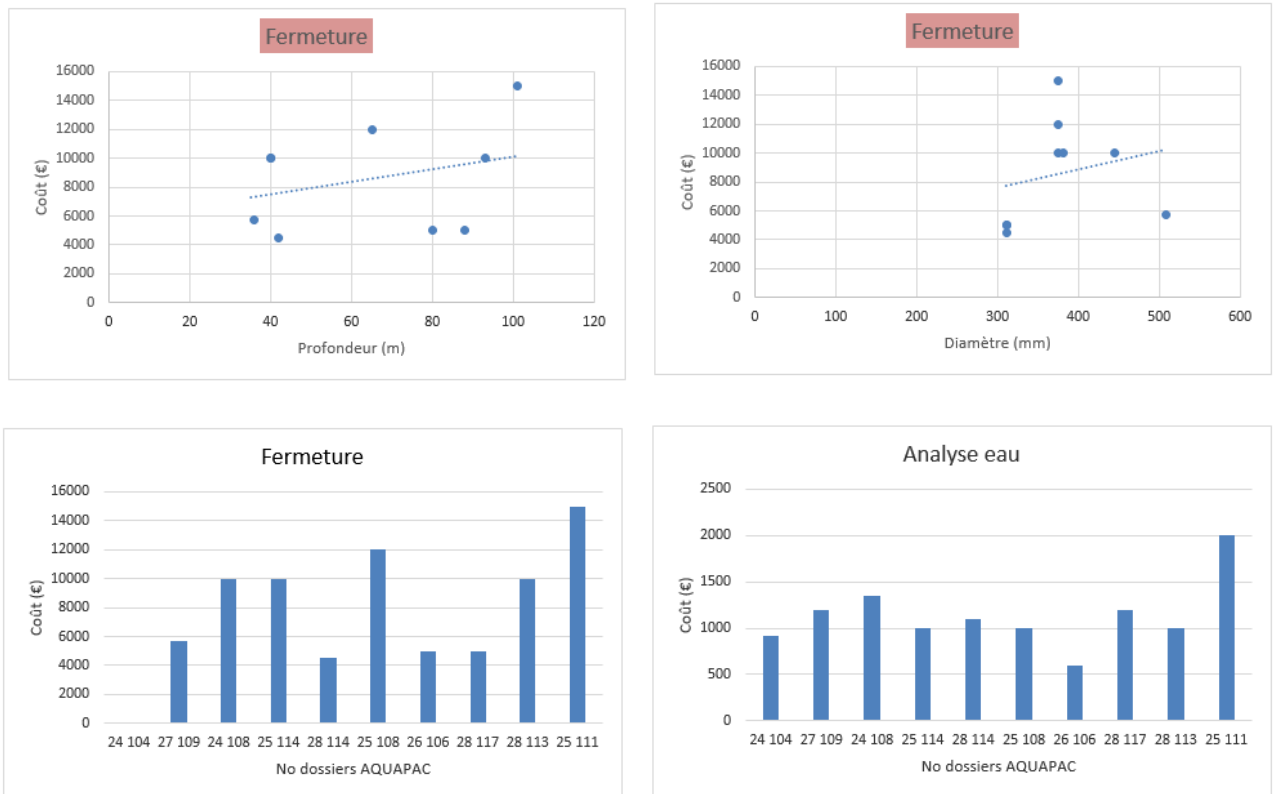 Fermeture
16000
14000
12000
10000
8000
6000
4000
2000
0
Coût (€)
0 20 40 60 80 100 120
Profondeur (m)
Fermeture
16000
14000
12000
10000
8000
6000
4000
2000
0
Coût (€)
0 100 200 300 400 500 600
Diamètre (mm)
Fermeture
16000
14000
12000
10000
8000
6000
4000
2000
0
Coût (€)
24 104 27 109 24 108 25 114 28 114 25 108 26 106 28 117 28 113 25 111
No dossiers AQUAPAC
Analyse eau
2500
2000
1500
1000
500
0
Coût (€)
24 104 27 109 24 108 25 114 28 114 25 108 26 106 28 117 28 113 25 111
No dossiers AQUAPAC